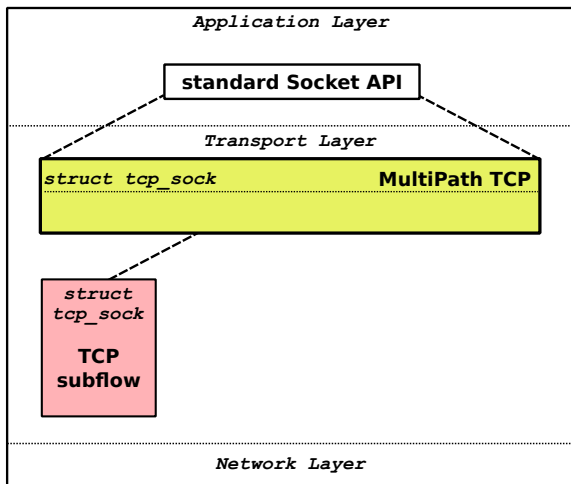 Application Layer
standard Socket API
Transport Layer
struct tcp_sock MultiPath TCP
struct
tcp_sock
TCP
subflow
Network Layer